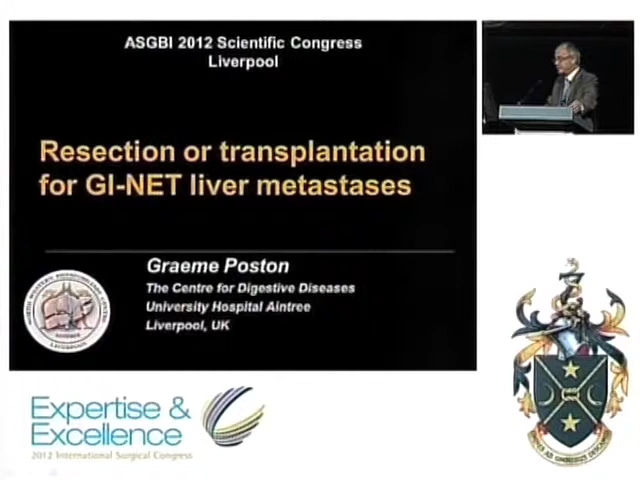 ASGBI 2012 Scientific Congress
Liverpool
Resection or transplantation
for GI-NET liver metastases
Graeme Poston
The Centre for Digestive Diseases
University Hospital Aintree
Liverpool, UK
LIVERPOOL
Expertise &
Excellence
2012 International Surgical Congress